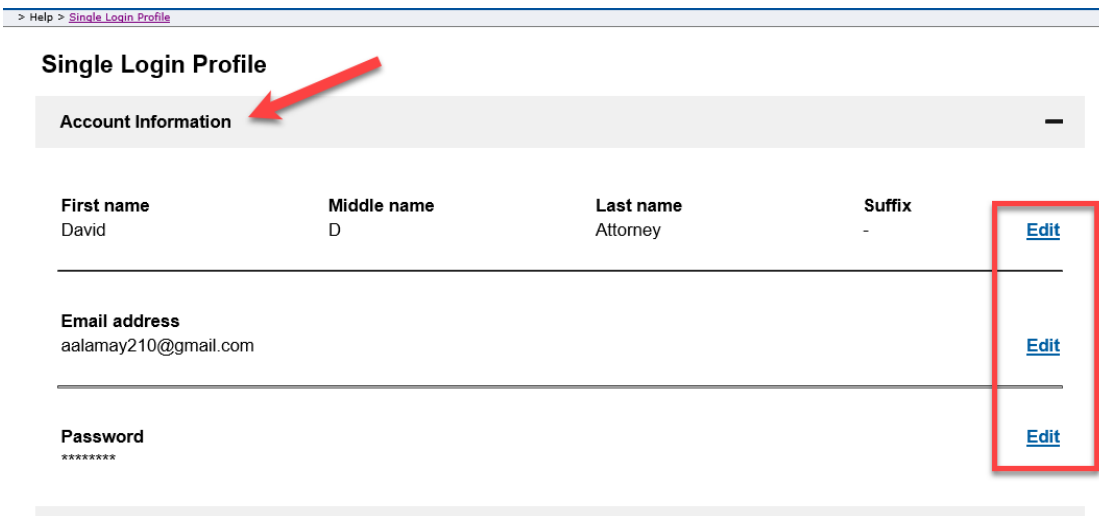 > Help > Single Login Profile
Single Login Profile
Account Information
First name Middle name Last name Suffix
David D Attorney - Edit
Email address
aalamay210@gmail.com Edit
Password Edit
********